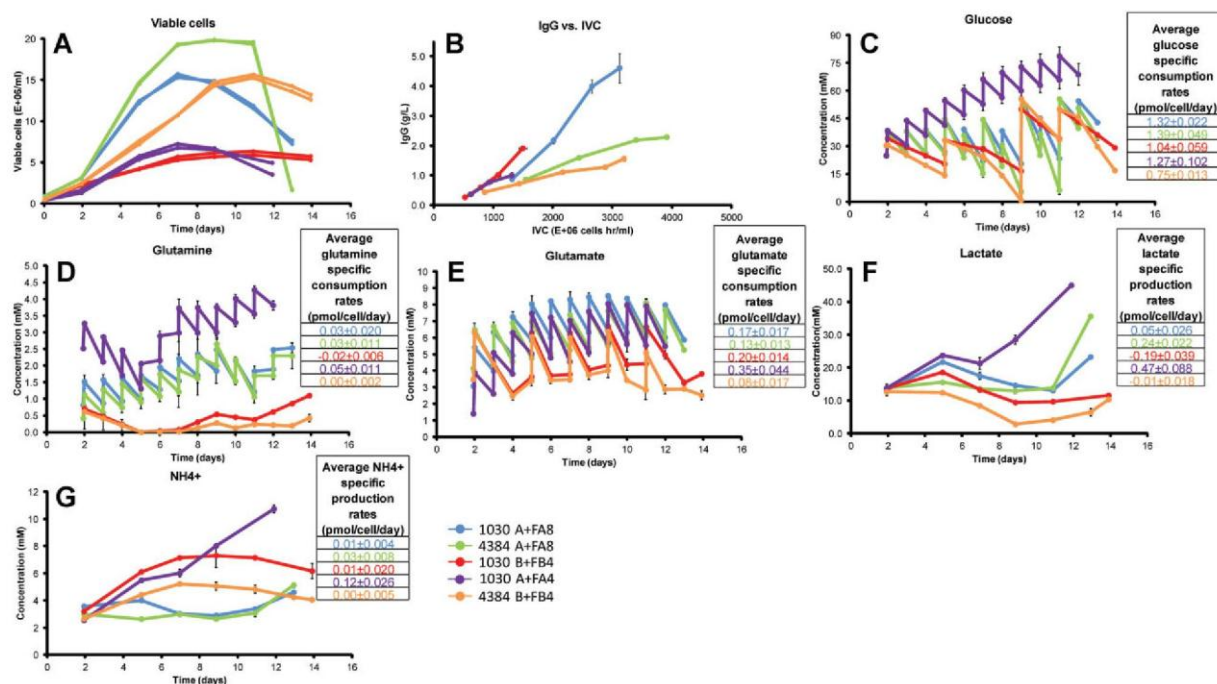 A
Viable cells
Viable cells (E+06/ml)
20
15
10
5
0
0 2 4 6 8 10 12 14 16
Time (days)
B
IgG vs. IVC
IgG (g/L)
6.0
5.0
4.0
3.0
2.0
1.0
0.0
0 1000 2000 3000 4000 5000
IVC (E+06 cells hr/ml)
C
Glucose
Concentration (mM)
90
75
60
45
30
15
0
0 2 4 6 8 10 12 14 16
Time (days)
Average
glucose
specific
consumption
rates
(pmol/cell/day)
1.32±0.022
1.39±0.049
1.04±0.059
1.27±0.102
0.75±0.013
D
Glutamine
Concentration (mM)
5.0
4.5
4.0
3.5
3.0
2.5
2.0
1.5
1.0
0.5
0.0
0 2 4 6 8 10 12 14 16
Time (days)
Average
glutamine
specific
consumption
rates
(pmol/cell/day)
0.03±0.020
0.03±0.011
-0.02±0.006
0.05±0.011
0.00±0.002
E
Glutamate
Concentration (mM)
10
9
8
7
6
5
4
3
2
1
0
0 2 4 6 8 10 12 14 16
Time (days)
Average
glutamate
specific
consumption
rates
(pmol/cell/day)
0.17±0.017
0.13±0.013
0.20±0.014
0.35±0.044
0.08±0.017
F
Lactate
Concentration(mM)
50.0
40.0
30.0
20.0
10.0
0.0
0 2 4 6 8 10 12 14 16
Time (days)
Average
lactate
specific
production
rates
(pmol/cell/day)
0.05±0.026
0.24±0.022
-0.19±0.039
0.47±0.088
-0.01±0.018
G
NH4+
Concentration (mM)
12
10
8
6
4
2
0
0 2 4 6 8 10 12 14 16
Time (days)
Average NH4+
specific
production
rates
(pmol/cell/day)
0.01±0.004
0.03±0.008
0.01±0.020
0.12±0.026
0.00±0.005
1030 A+FA8
4384 A+FA8
1030 B+FB4
1030 A+FA4
4384 B+FB4